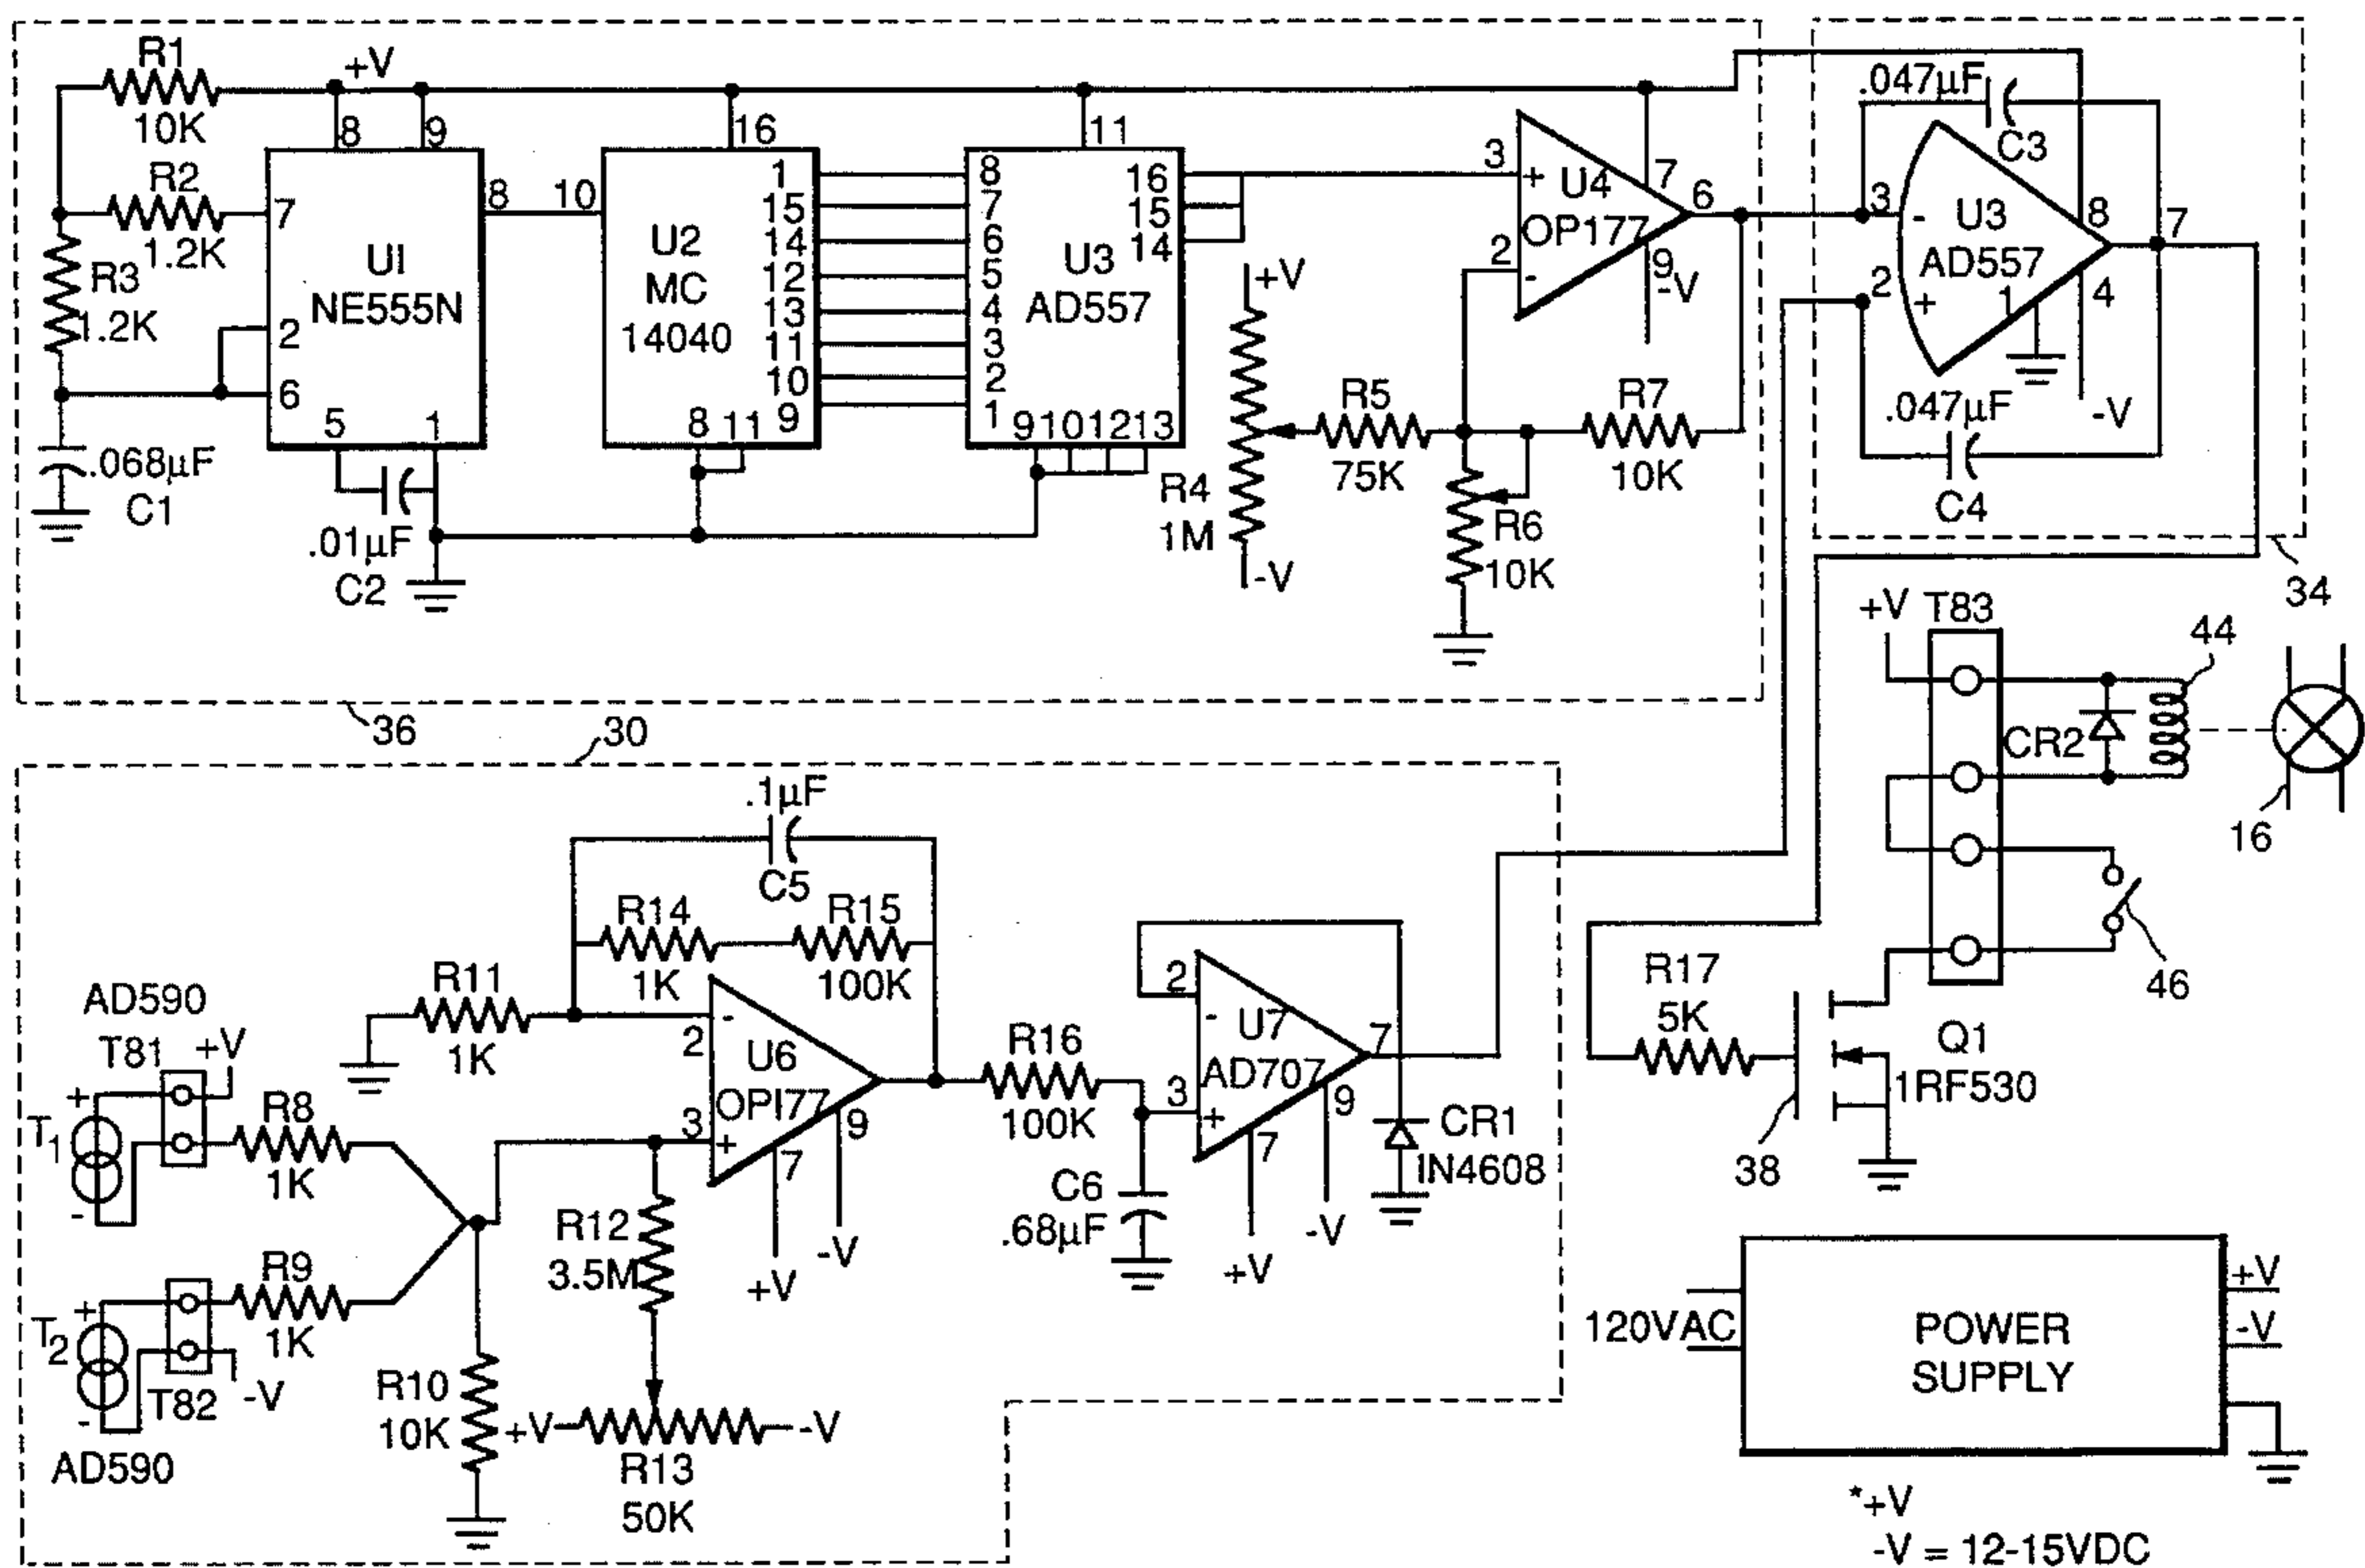 R1
10K
+V
8
9
16
11
R2
1.2K
7
R3
1.2K
2
6
U1
NE555N
5
1
8
.068µF
C1
.01µF
C2
10
U2
MC
14040
1
15
14
12
13
11
10
9
8
11
8
7
6
5
4
3
2
1
U3
AD557
16
15
14
9
10
12
13
+V
R4
1M
-V
R5
75K
R6
10K
R7
10K
3
+
2
-
U4
OP177
7
6
9
-V
.047µF
C3
3
-
2
+
U3
AD557
1
8
7
4
-V
.047µF
C4
34
36
30
+V
T83
44
CR2
16
46
R17
5K
Q1
1RF530
38
.1µF
C5
R14
1K
R15
100K
R11
1K
2
-
3
+
U6
OPI77
7
9
+V
-V
AD590
T81
+V
+
T1
-
R8
1K
R9
1K
+
T2
-
T82
-V
AD590
R10
10K
R12
3.5M
+V
-V
R13
50K
R16
100K
C6
.68µF
2
-
3
+
U7
AD707
7
7
9
+V
-V
CR1
IN4608
120VAC
POWER
SUPPLY
+V
-V
*+V
-V = 12-15VDC